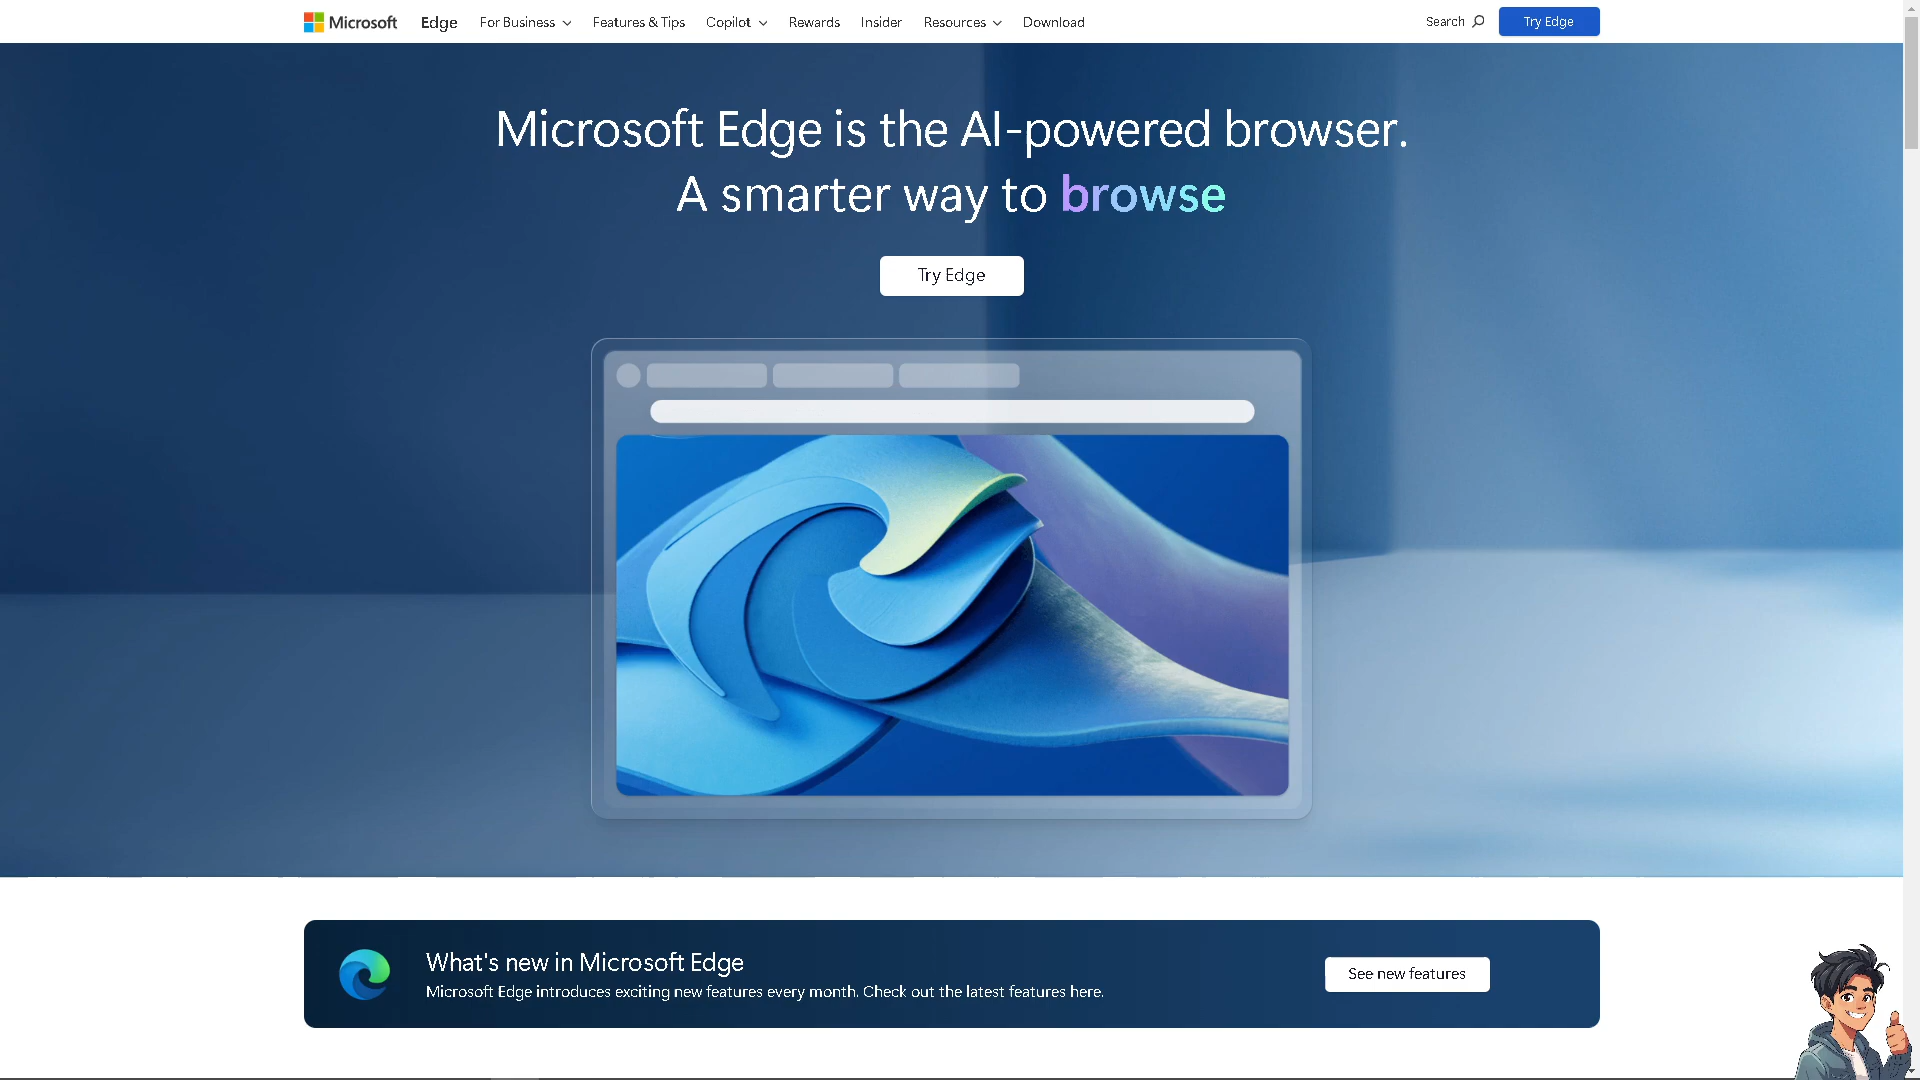 Microsoft Edge For Business Features & Tips Copilot Rewards Insider Resources Download Search Try Edge
Microsoft Edge is the AI-powered browser.
A smarter way to browse
Try Edge
What's new in Microsoft Edge
Microsoft Edge introduces exciting new features every month. Check out the latest features here.
See new features